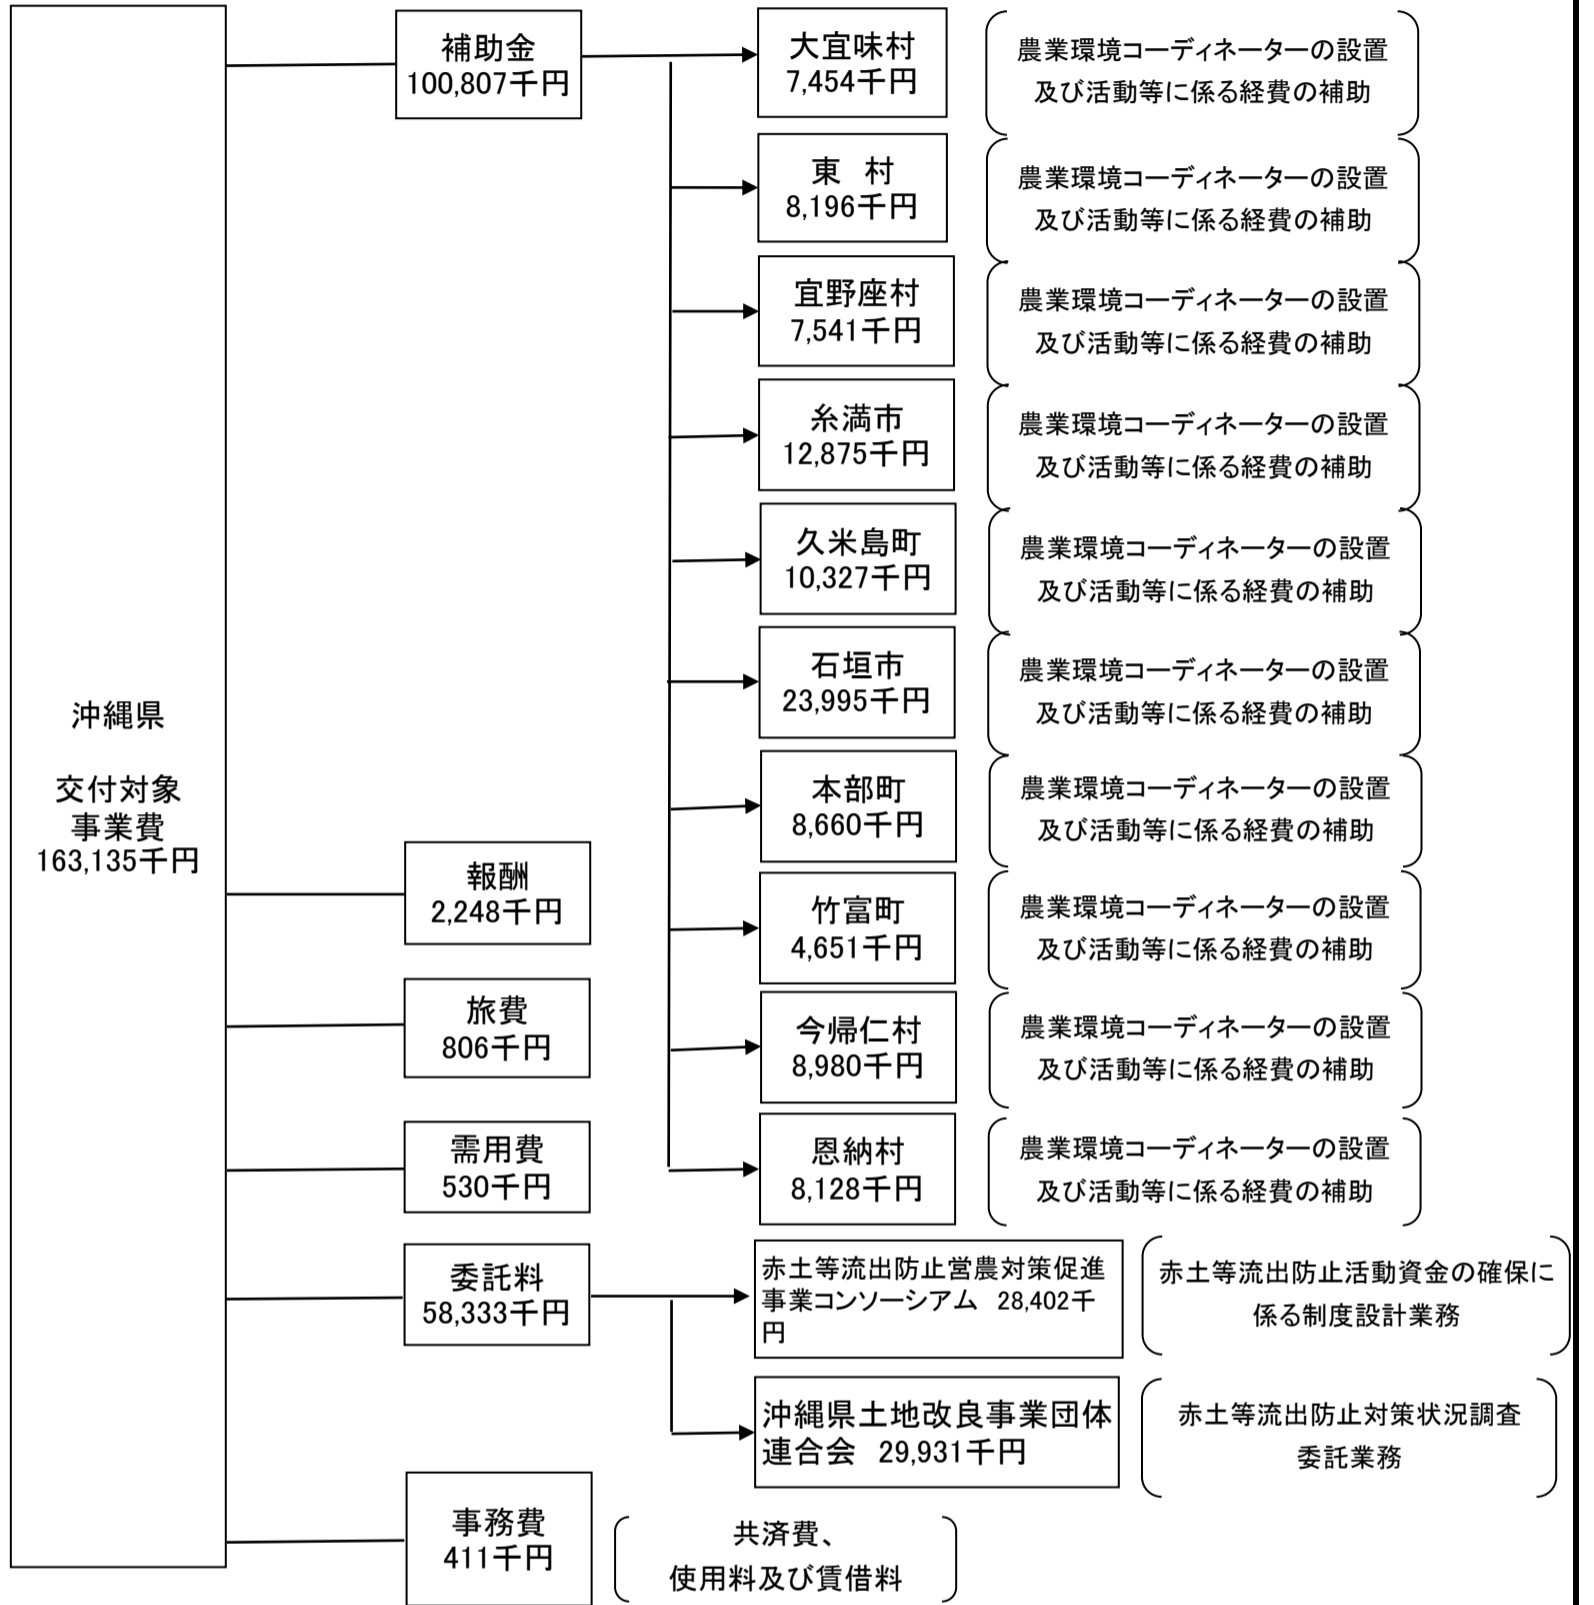 沖縄県
交付対象
事業費
163,135千円
補助金
100,807千円
大宜味村
7,454千円
農業環境コーディネーターの設置
及び活動等に係る経費の補助
東　村
8,196千円
農業環境コーディネーターの設置
及び活動等に係る経費の補助
宜野座村
7,541千円
農業環境コーディネーターの設置
及び活動等に係る経費の補助
糸満市
12,875千円
農業環境コーディネーターの設置
及び活動等に係る経費の補助
久米島町
10,327千円
農業環境コーディネーターの設置
及び活動等に係る経費の補助
石垣市
23,995千円
農業環境コーディネーターの設置
及び活動等に係る経費の補助
本部町
8,660千円
農業環境コーディネーターの設置
及び活動等に係る経費の補助
竹富町
4,651千円
農業環境コーディネーターの設置
及び活動等に係る経費の補助
今帰仁村
8,980千円
農業環境コーディネーターの設置
及び活動等に係る経費の補助
恩納村
8,128千円
農業環境コーディネーターの設置
及び活動等に係る経費の補助
報酬
2,248千円
旅費
806千円
需用費
530千円
委託料
58,333千円
赤土等流出防止営農対策促進
事業コンソーシアム　28,402千
円
赤土等流出防止活動資金の確保に
係る制度設計業務
沖縄県土地改良事業団体
連合会　29,931千円
赤土等流出防止対策状況調査
委託業務
事務費
411千円
共済費、
使用料及び賃借料